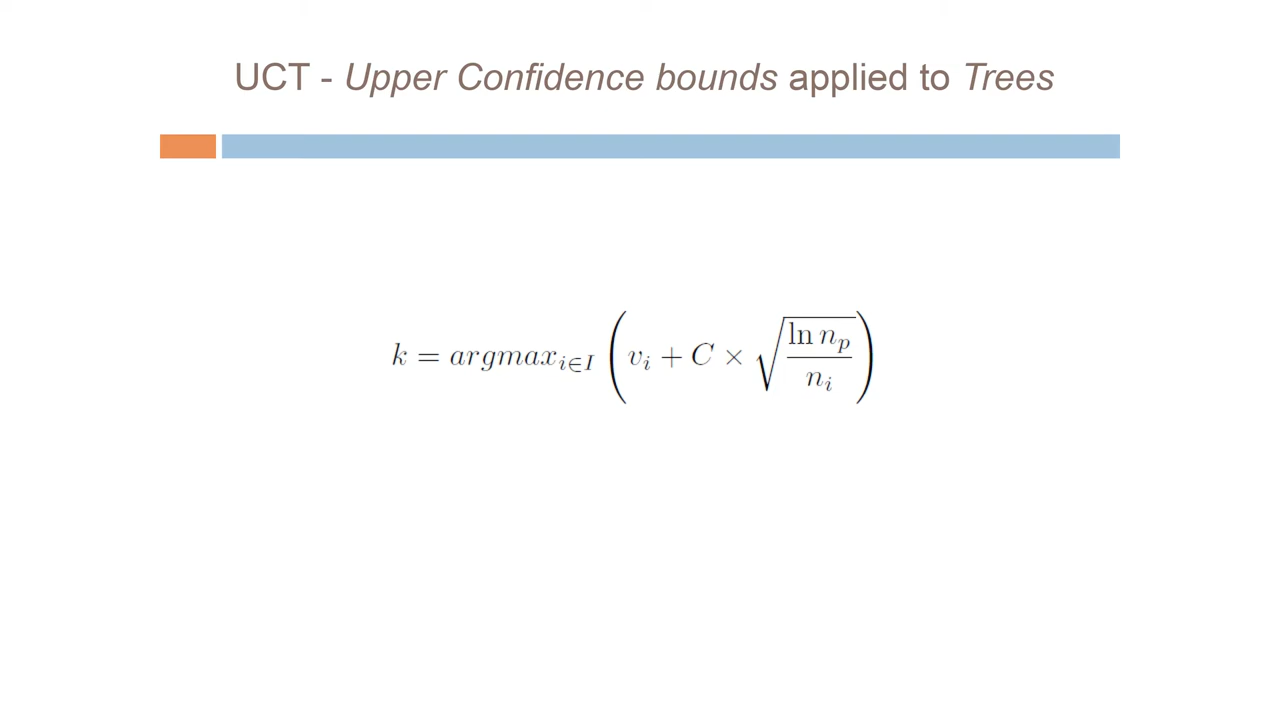 UCT - Upper Confidence bounds applied to Trees
k = argmax_{i∈I} ( v_i + C × √( ln n_p / n_i ) )